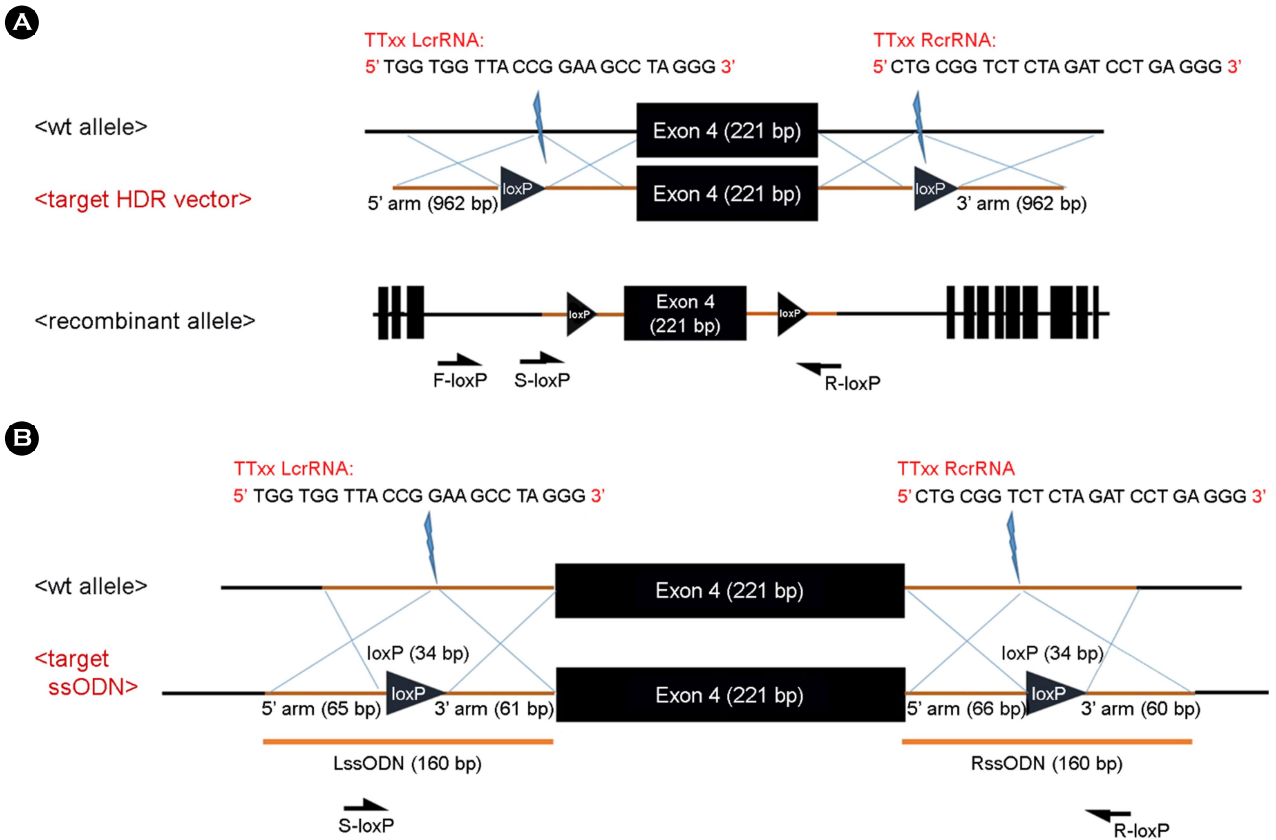 A
TTxx LcrRNA:
5' TGG TGG TTA CCG GAA GCC TA GGG 3'
TTxx RcrRNA:
5' CTG CGG TCT CTA GAT CCT GA GGG 3'
<wt allele>
Exon 4 (221 bp)
<target HDR vector>
loxP
Exon 4 (221 bp)
loxP
5' arm (962 bp)
3' arm (962 bp)
<recombinant allele>
loxP
Exon 4
(221 bp)
loxP
F-loxP
S-loxP
R-loxP
B
TTxx LcrRNA:
5' TGG TGG TTA CCG GAA GCC TA GGG 3'
TTxx RcrRNA
5' CTG CGG TCT CTA GAT CCT GA GGG 3'
<wt allele>
Exon 4 (221 bp)
<target
ssODN>
loxP (34 bp)
loxP (34 bp)
loxP
Exon 4 (221 bp)
loxP
5' arm (65 bp)
3' arm (61 bp)
5' arm (66 bp)
3' arm (60 bp)
LssODN (160 bp)
RssODN (160 bp)
S-loxP
R-loxP